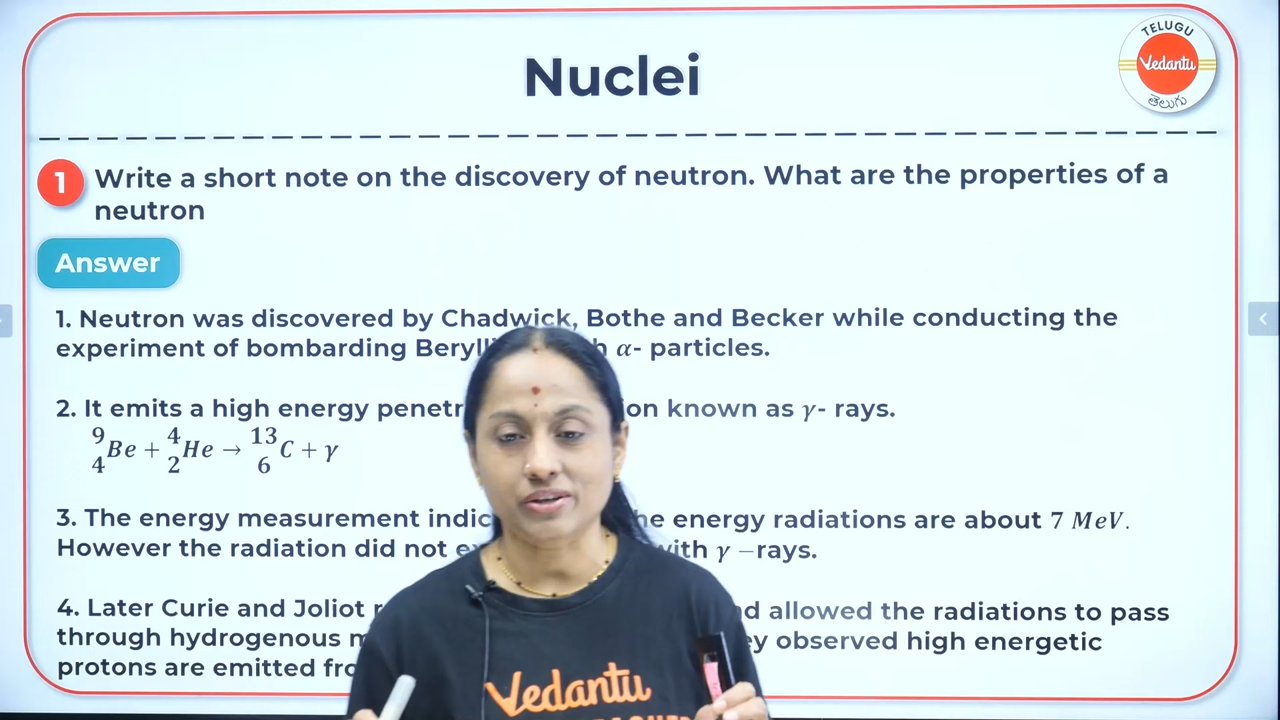 Nuclei
TELUGU
Vedantu
తెలుగు
1 Write a short note on the discovery of neutron. What are the properties of a
neutron
Answer
1. Neutron was discovered by Chadwick, Bothe and Becker while conducting the
experiment of bombarding α- particles.
2. It emits a high energy known as γ- rays.
⁹₄Be + ⁴₂He → ¹³₆C + γ
3. The energy measurement energy radiations are about 7 MeV.
However the radiation did not with γ −rays.
4. Later Curie and Joliot allowed the radiations to pass
through hydrogenous observed high energetic
protons are emitted
Vedantu